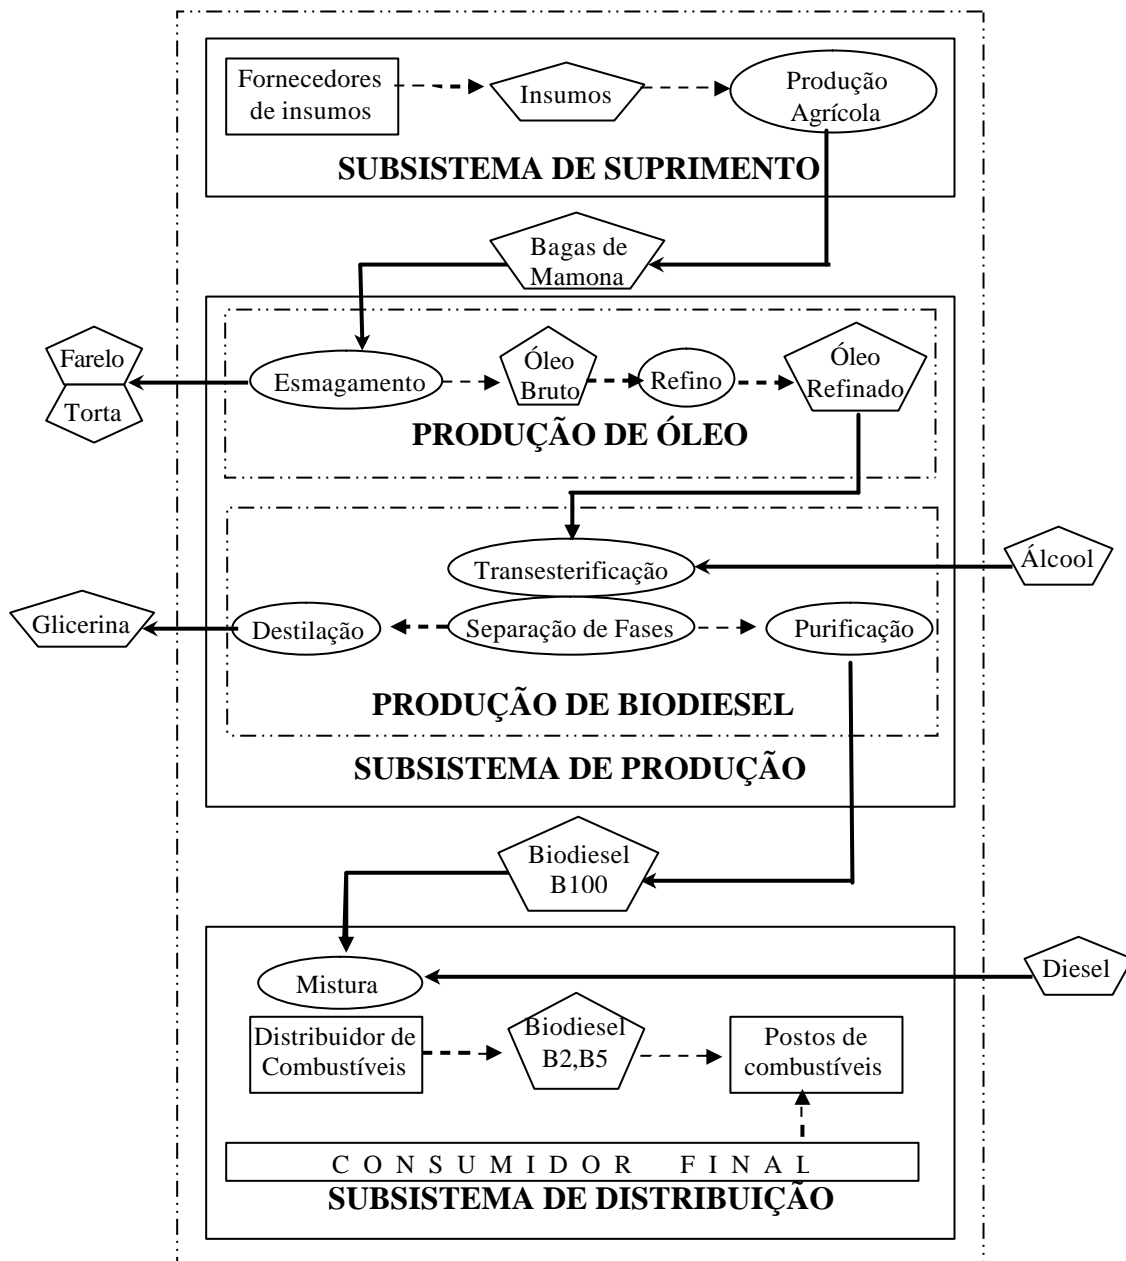 Fornecedores
de insumos
Insumos
Produção
Agrícola
SUBSISTEMA DE SUPRIMENTO
Bagas de
Mamona
Farelo
Torta
Esmagamento
Óleo
Bruto
Refino
Óleo
Refinado
PRODUÇÃO DE ÓLEO
Transesterificação
Álcool
Glicerina
Destilação
Separação de Fases
Purificação
PRODUÇÃO DE BIODIESEL
SUBSISTEMA DE PRODUÇÃO
Biodiesel
B100
Mistura
Diesel
Distribuidor de
Combustíveis
Biodiesel
B2,B5
Postos de
combustíveis
CONSUMIDOR FINAL
SUBSISTEMA DE DISTRIBUIÇÃO